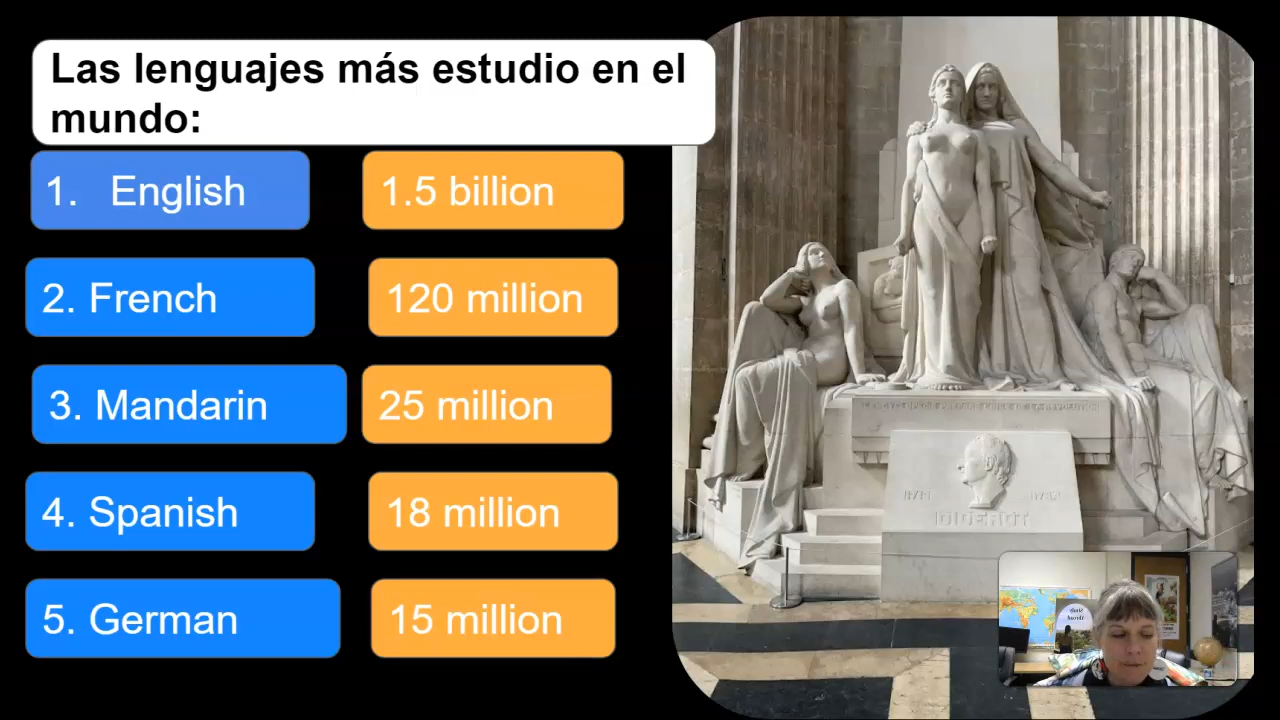 Las lenguajes más estudio en el
mundo:
1. English
1.5 billion
2. French
120 million
3. Mandarin
25 million
4. Spanish
18 million
5. German
15 million
DIDEROT